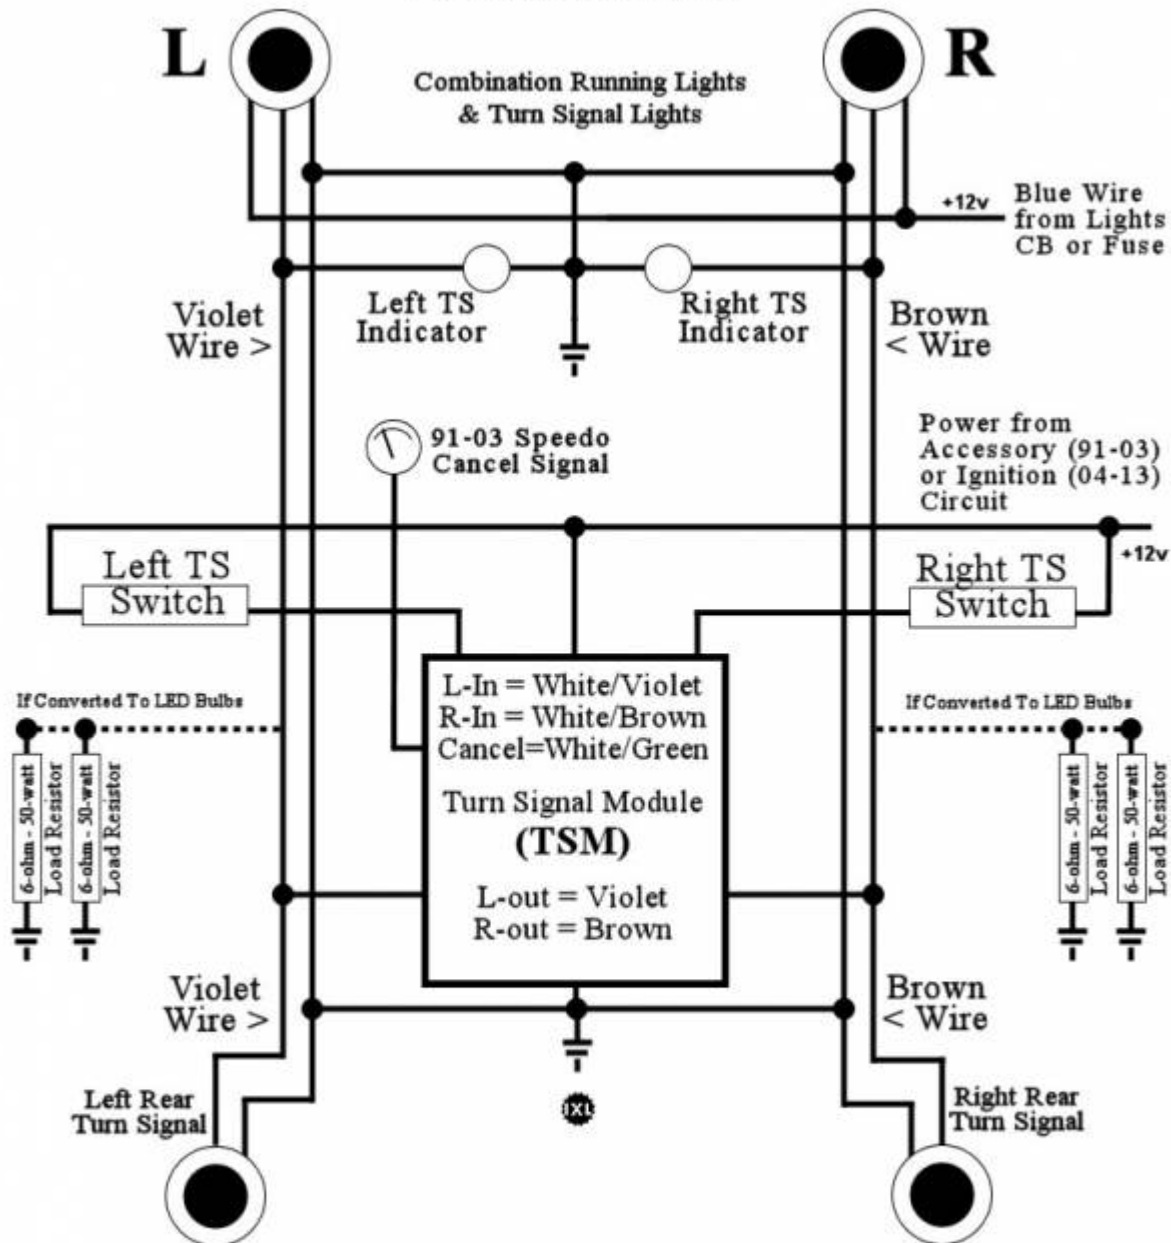 L
R
Combination Running Lights
& Turn Signal Lights
+12v
Blue Wire
from Lights
CB or Fuse
Left TS
Indicator
Right TS
Indicator
Violet
Wire >
Brown
< Wire
91-03 Speedo
Cancel Signal
Power from
Accessory (91-03)
or Ignition (04-13)
Circuit
+12v
Left TS
Switch
Right TS
Switch
If Converted To LED Bulbs
If Converted To LED Bulbs
L-In = White/Violet
R-In = White/Brown
Cancel=White/Green
Turn Signal Module
(TSM)
L-out = Violet
R-out = Brown
6-ohm - 50-watt
Load Resistor
6-ohm - 50-watt
Load Resistor
6-ohm - 50-watt
Load Resistor
6-ohm - 50-watt
Load Resistor
Violet
Wire >
Brown
< Wire
Left Rear
Turn Signal
IXL
Right Rear
Turn Signal